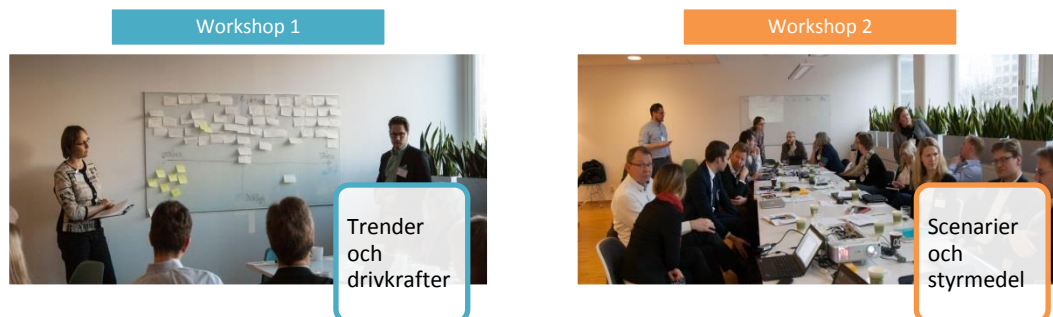 Workshop 1
Workshop 2
Trender
och
drivkrafter
Scenarier
och
styrmedel